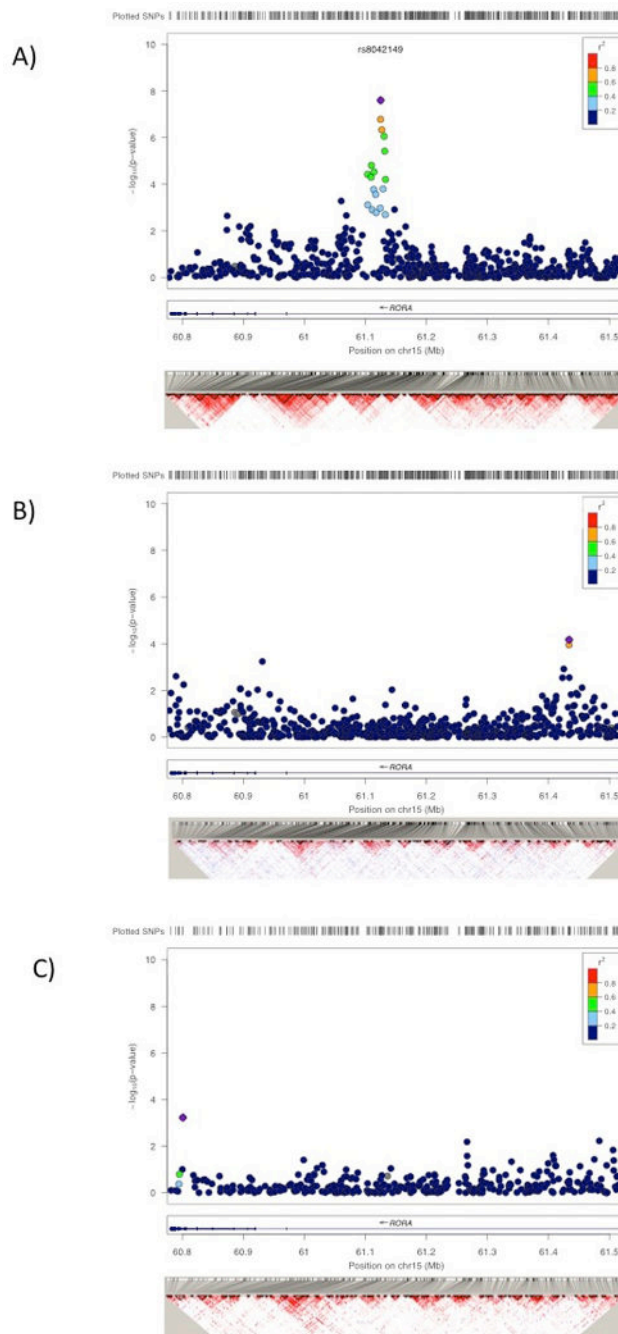 Plotted SNPs
A)
rs8042149
10
8
6
4
2
0
−log₁₀(p-value)
r²
0.8
0.6
0.4
0.2
← RORA
60.8 60.9 61 61.1 61.2 61.3 61.4 61.5
Position on chr15 (Mb)
Plotted SNPs
B)
10
8
6
4
2
0
−log₁₀(p-value)
r²
0.8
0.6
0.4
0.2
← RORA
60.8 60.9 61 61.1 61.2 61.3 61.4 61.5
Position on chr15 (Mb)
Plotted SNPs
C)
10
8
6
4
2
0
−log₁₀(p-value)
r²
0.8
0.6
0.4
0.2
← RORA
60.8 60.9 61 61.1 61.2 61.3 61.4 61.5
Position on chr15 (Mb)